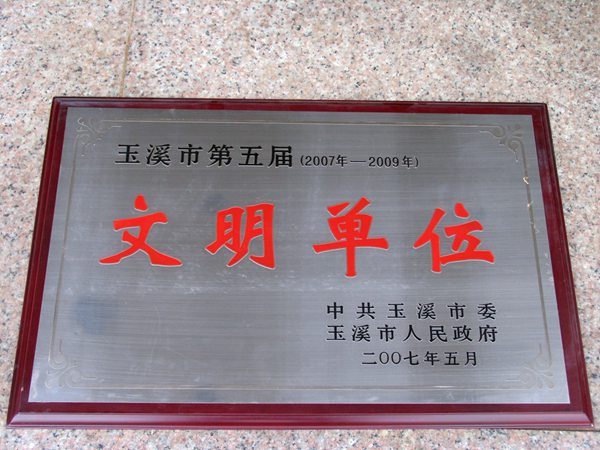 玉溪市第五届(2007年—2009年)
文明单位
中共玉溪市委
玉溪市人民政府
二〇〇七年五月